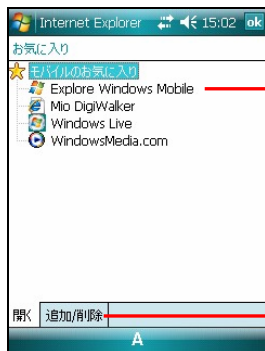 Internet Explorer 15:02 ok
お気に入り
モバイルのお気に入り
Explore Windows Mobile
Mio DigiWalker
Windows Live
WindowsMedia.com
開く 追加/削除
A